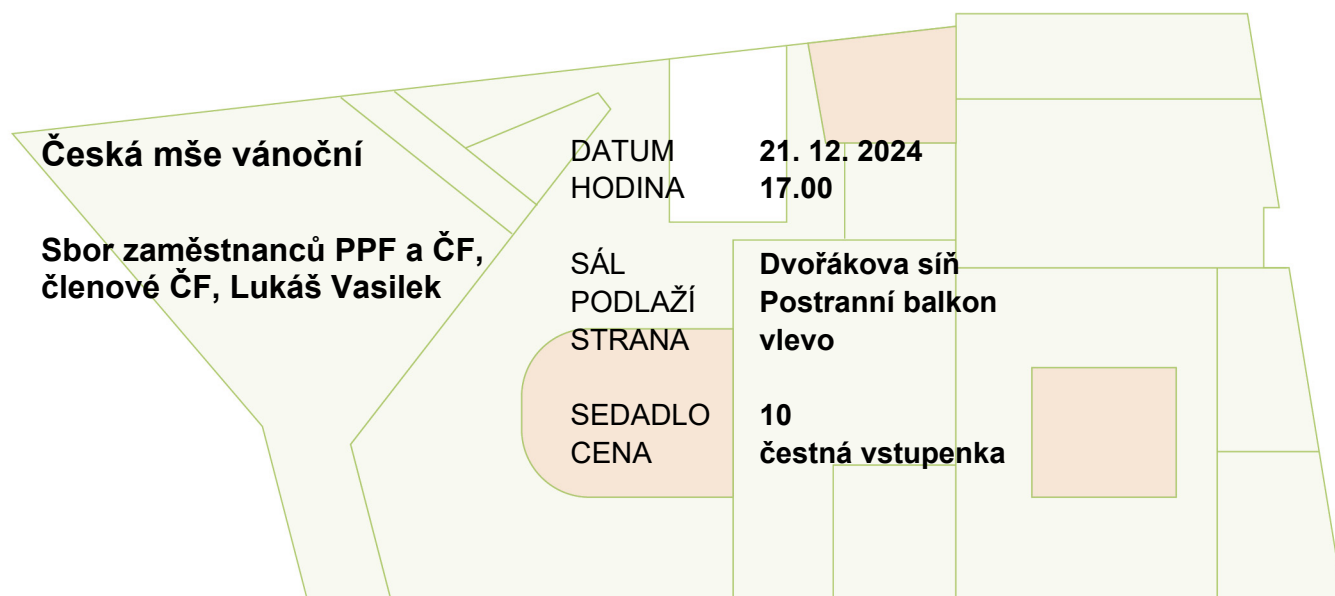 Česká mše vánoční
Sbor zaměstnanců PPF a ČF,
členové ČF, Lukáš Vasilek
DATUM 21. 12. 2024
HODINA 17.00
SÁL Dvořákova síň
PODLAŽÍ Postranní balkon
STRANA vlevo
SEDADLO 10
CENA čestná vstupenka